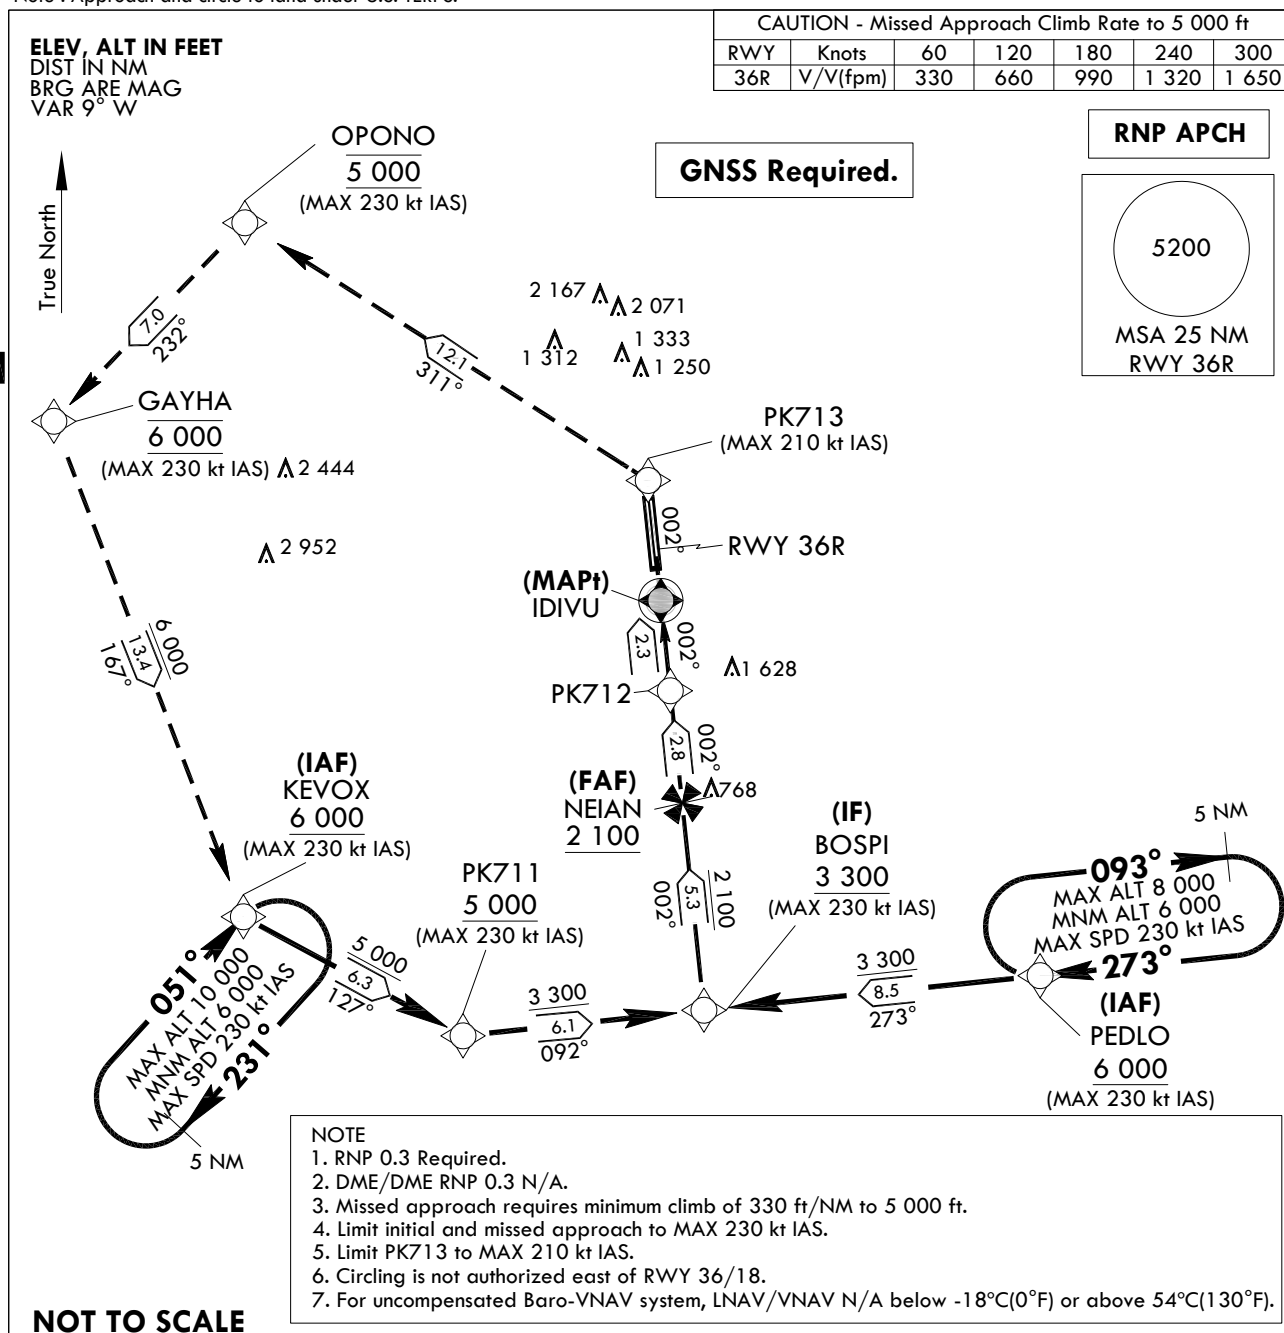 CAUTION - Missed Approach Climb Rate to 5 000 ft
RWY Knots 60 120 180 240 300
36R V/V(fpm) 330 660 990 1 320 1 650
ELEV, ALT IN FEET
DIST IN NM
BRG ARE MAG
VAR 9° W
True North
GNSS Required.
RNP APCH
5200
MSA 25 NM
RWY 36R
OPONO
5 000
(MAX 230 kt IAS)
7.0
232°
12.1
311°
2 167
2 071
1 312
1 333
1 250
GAYHA
6 000
(MAX 230 kt IAS)
2 444
2 952
PK713
(MAX 210 kt IAS)
002°
RWY 36R
(MAPt)
IDIVU
2.3
002°
1 628
PK712
2.8
002°
6 000
13.4
167°
(IAF)
KEVOX
6 000
(MAX 230 kt IAS)
(FAF)
NEIAN
2 100
768
PK711
5 000
(MAX 230 kt IAS)
2 100
5.3
002°
(IF)
BOSPI
3 300
(MAX 230 kt IAS)
5 NM
093°
MAX ALT 8 000
MNM ALT 6 000
MAX SPD 230 kt IAS
273°
(IAF)
PEDLO
6 000
(MAX 230 kt IAS)
3 300
8.5
273°
3 300
6.1
092°
5 000
6.3
127°
051°
MAX ALT 10 000
MNM ALT 6 000
MAX SPD 230 kt IAS
231°
5 NM
NOTE
1. RNP 0.3 Required.
2. DME/DME RNP 0.3 N/A.
3. Missed approach requires minimum climb of 330 ft/NM to 5 000 ft.
4. Limit initial and missed approach to MAX 230 kt IAS.
5. Limit PK713 to MAX 210 kt IAS.
6. Circling is not authorized east of RWY 36/18.
7. For uncompensated Baro-VNAV system, LNAV/VNAV N/A below -18°C(0°F) or above 54°C(130°F).
NOT TO SCALE